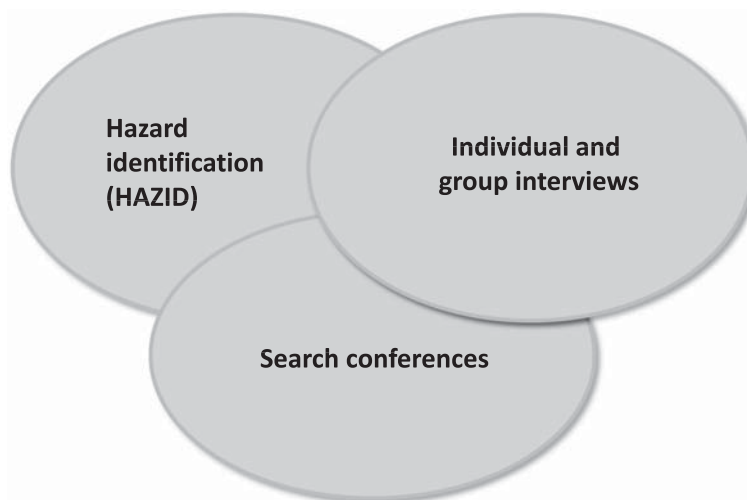 Hazard
identification
(HAZID)
Individual and
group interviews
Search conferences